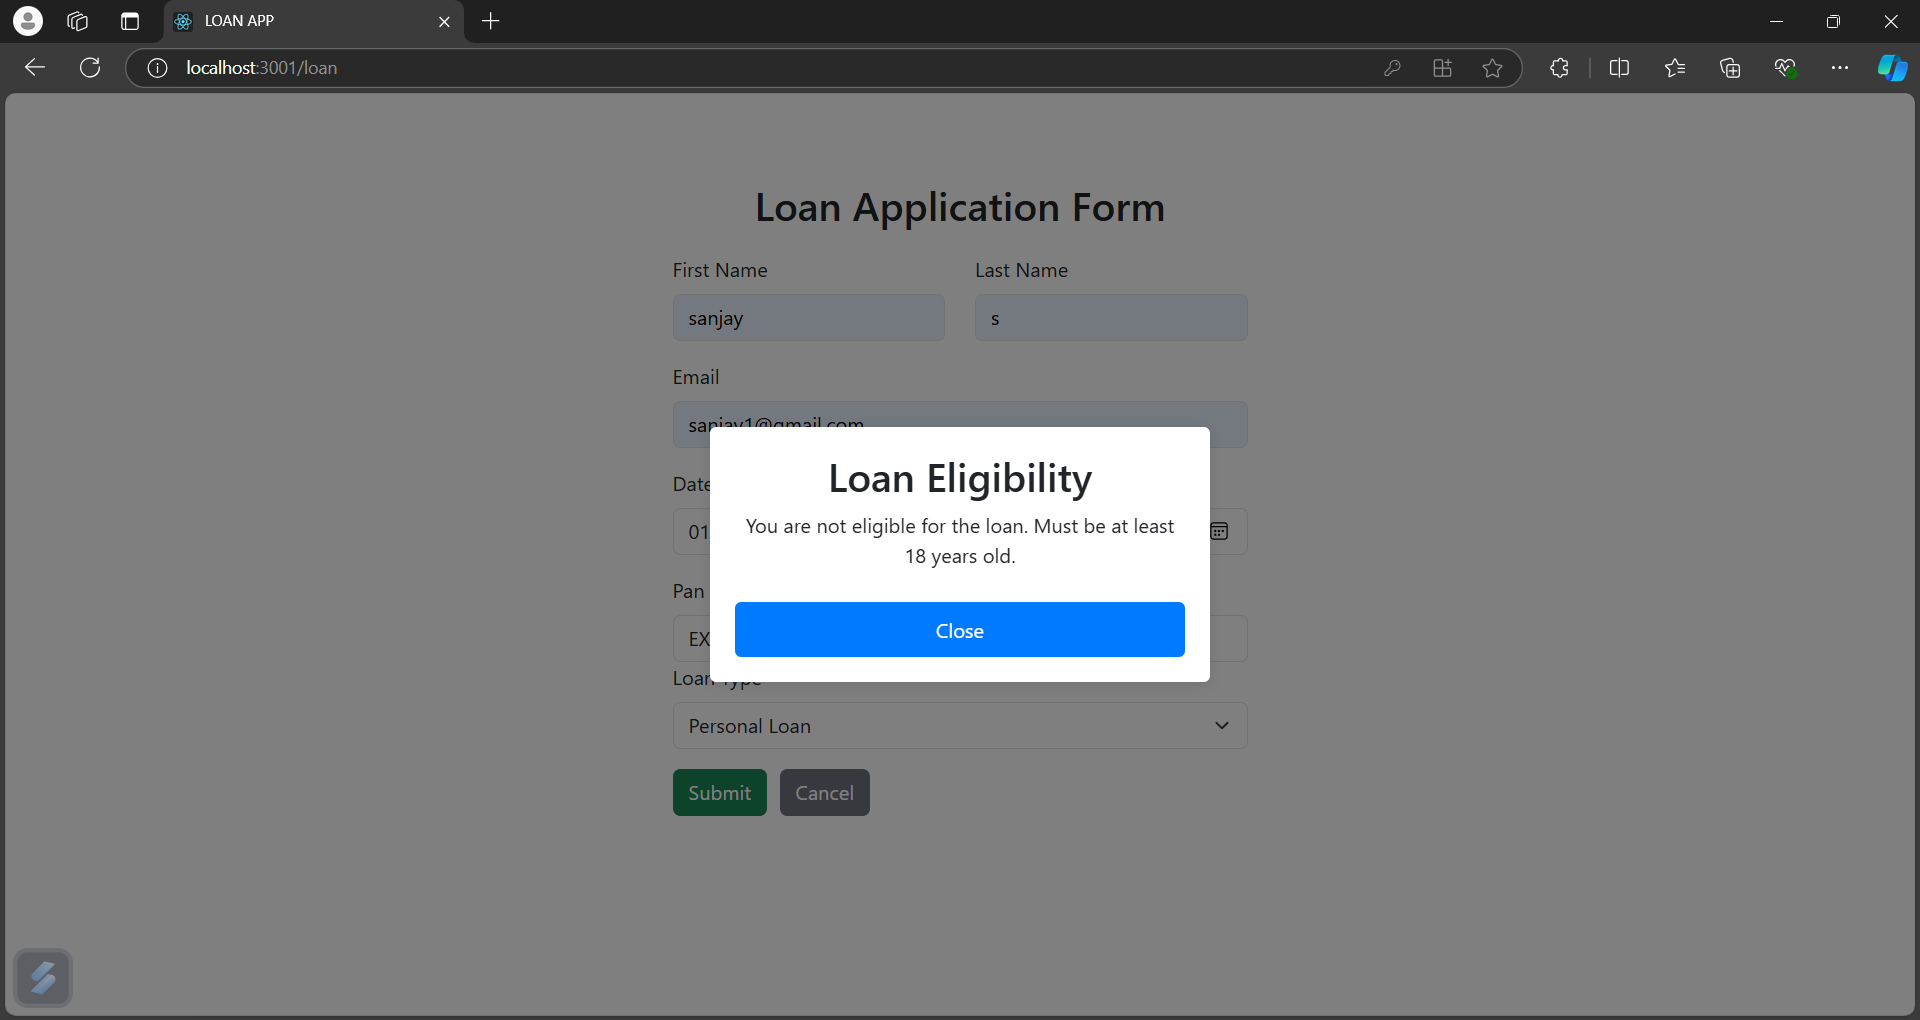 LOAN APP
localhost:3001/loan
Loan Application Form
First Name Last Name
sanjay s
Email
sanjay1@gmail.com
Date
01
Pan
EX
Loan Type
Personal Loan
Submit Cancel
Loan Eligibility
You are not eligible for the loan. Must be at least
18 years old.
Close